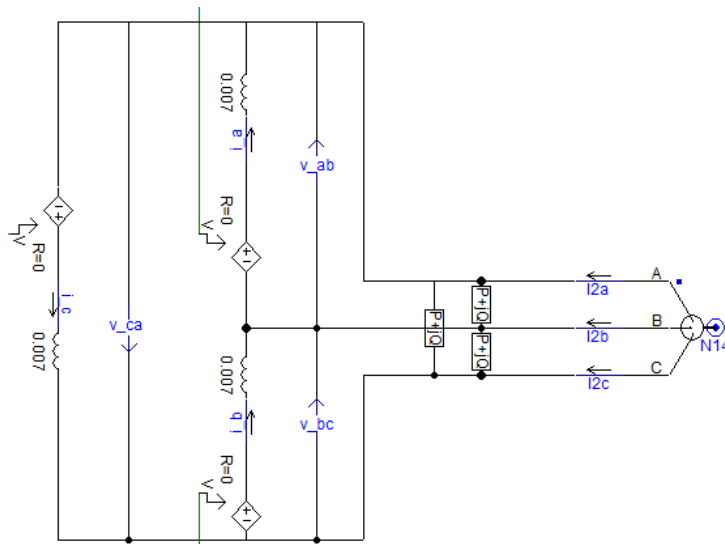 0.007
i_a
v_ab
V
R=0
+
-
+
-
V
R=0
i_c
v_ca
0.007
P+jQ
P+jQ
P+jQ
I2a
I2b
I2c
A
B
C
N14
0.007
i_b
v_bc
R=0
V
+
-